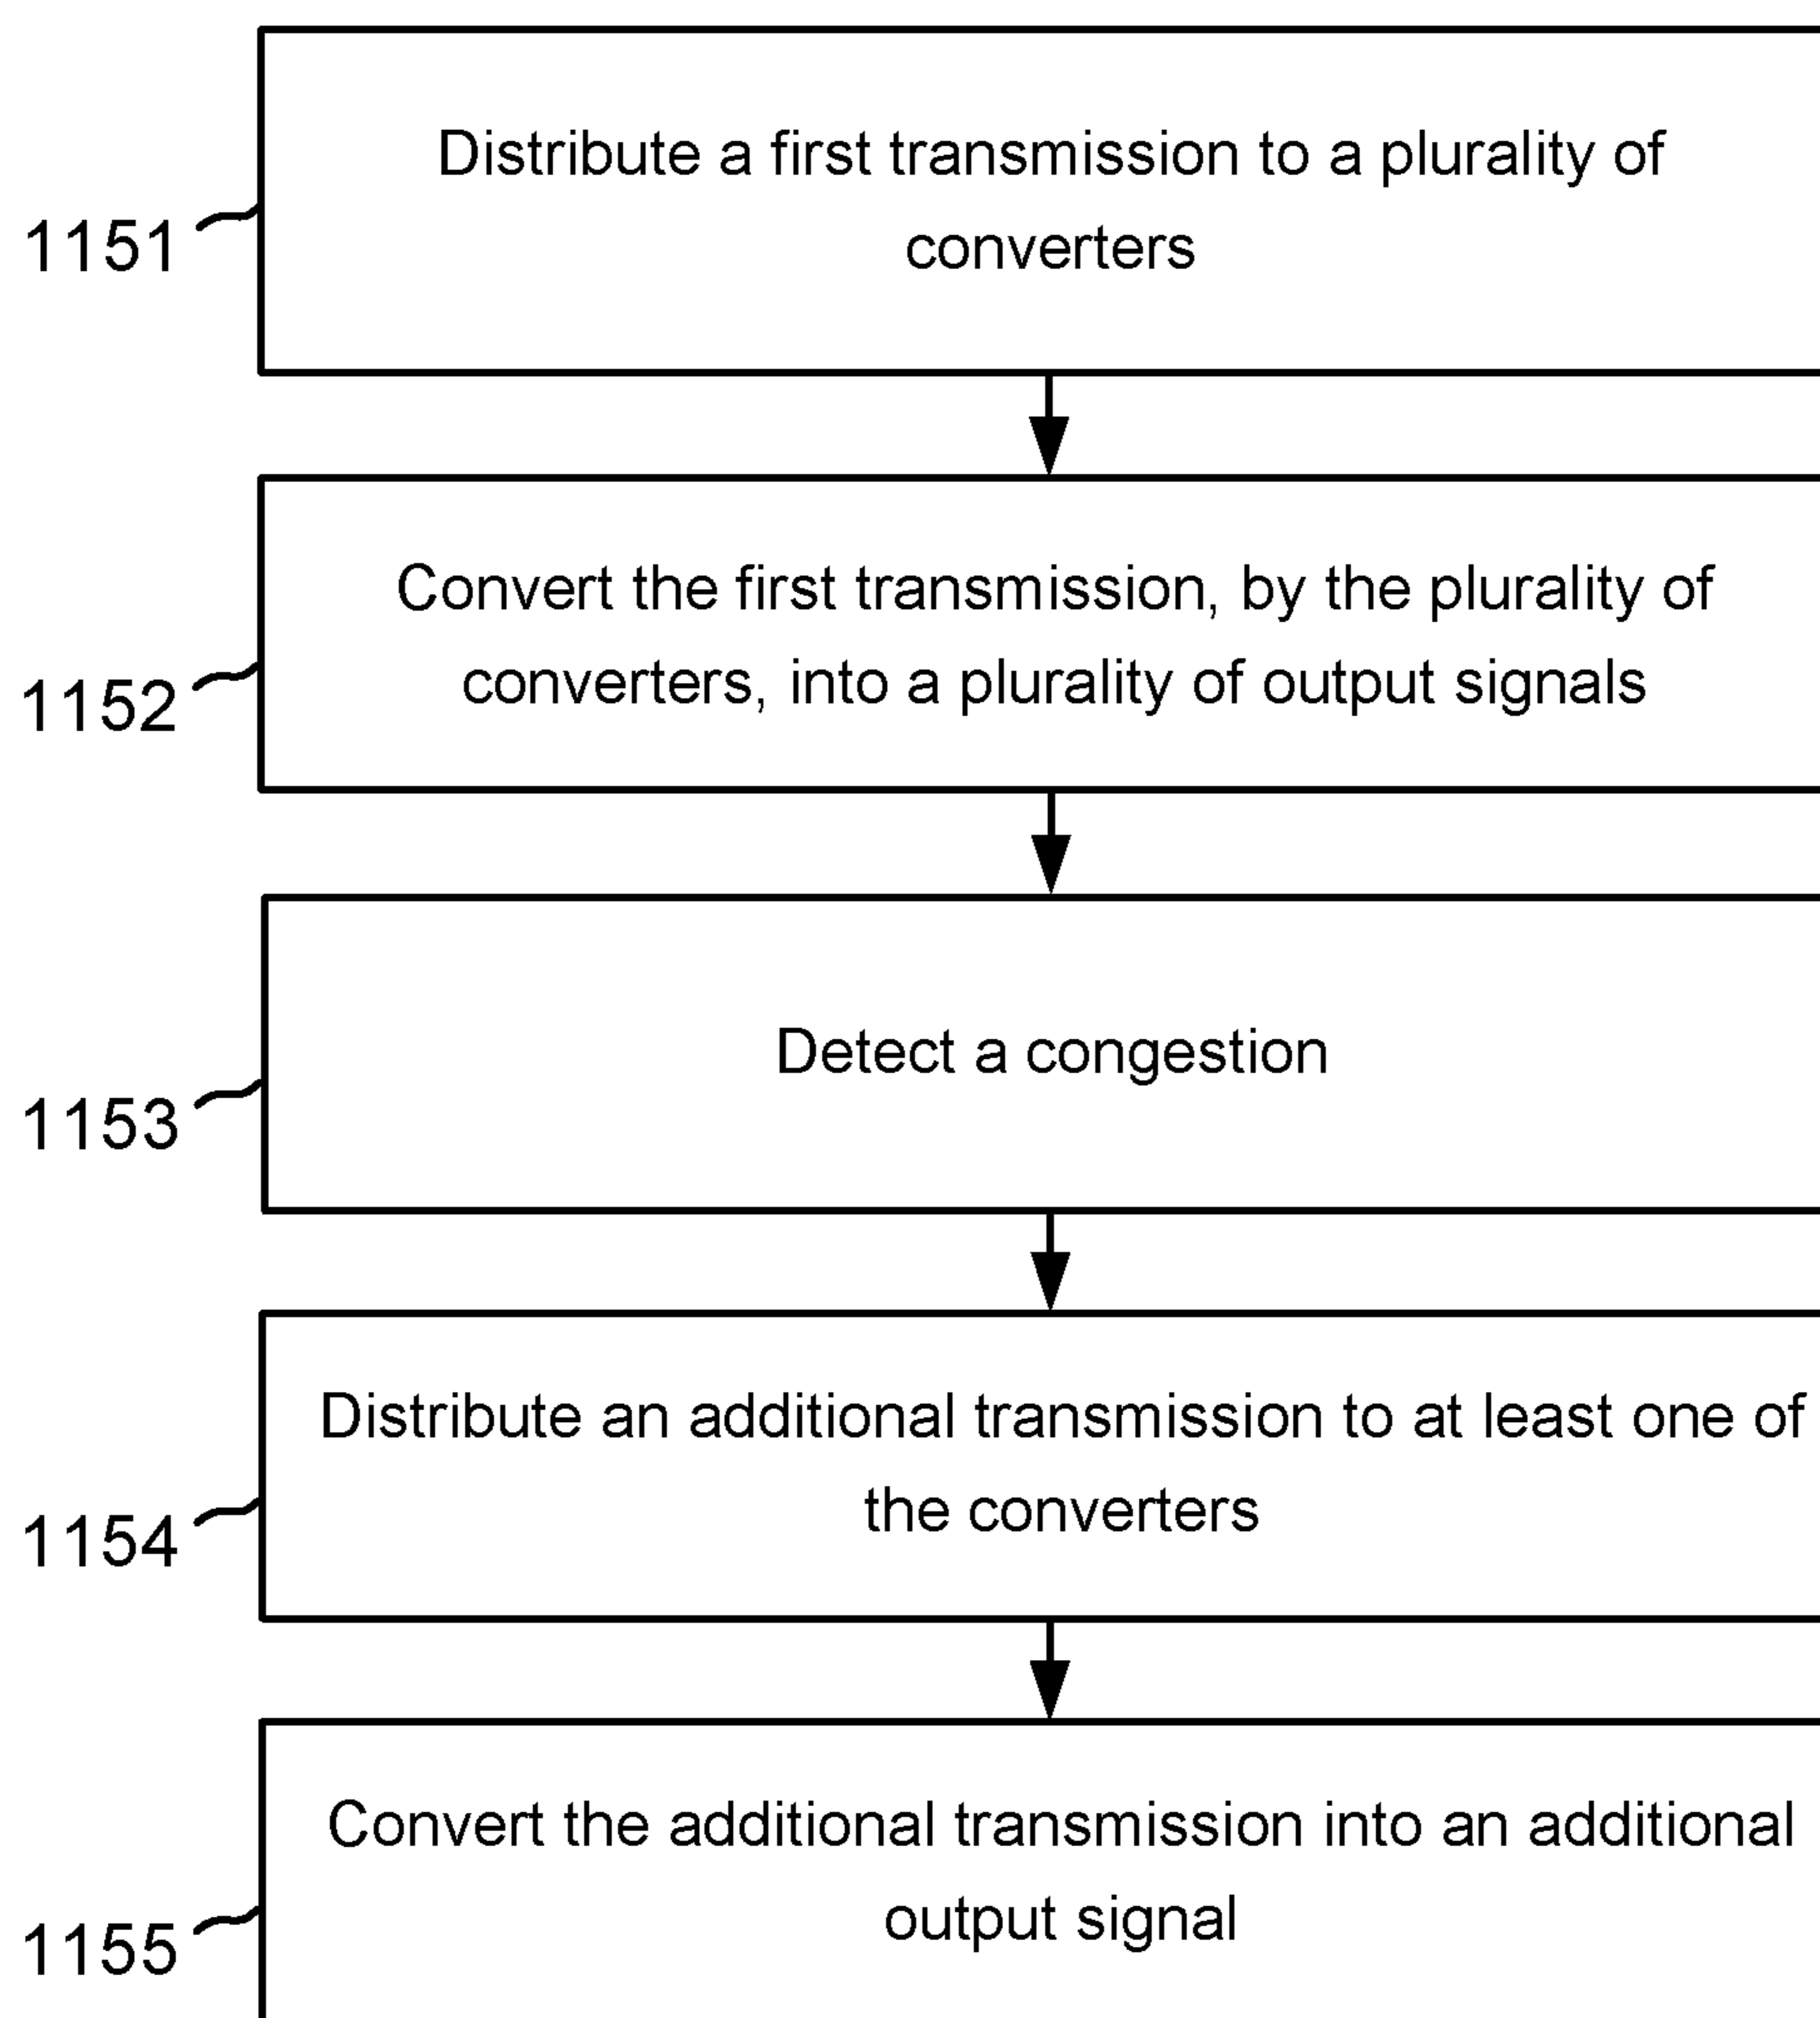 Distribute a first transmission to a plurality of
converters
1151
Convert the first transmission, by the plurality of
converters, into a plurality of output signals
1152
Detect a congestion
1153
Distribute an additional transmission to at least one of
the converters
1154
Convert the additional transmission into an additional
output signal
1155